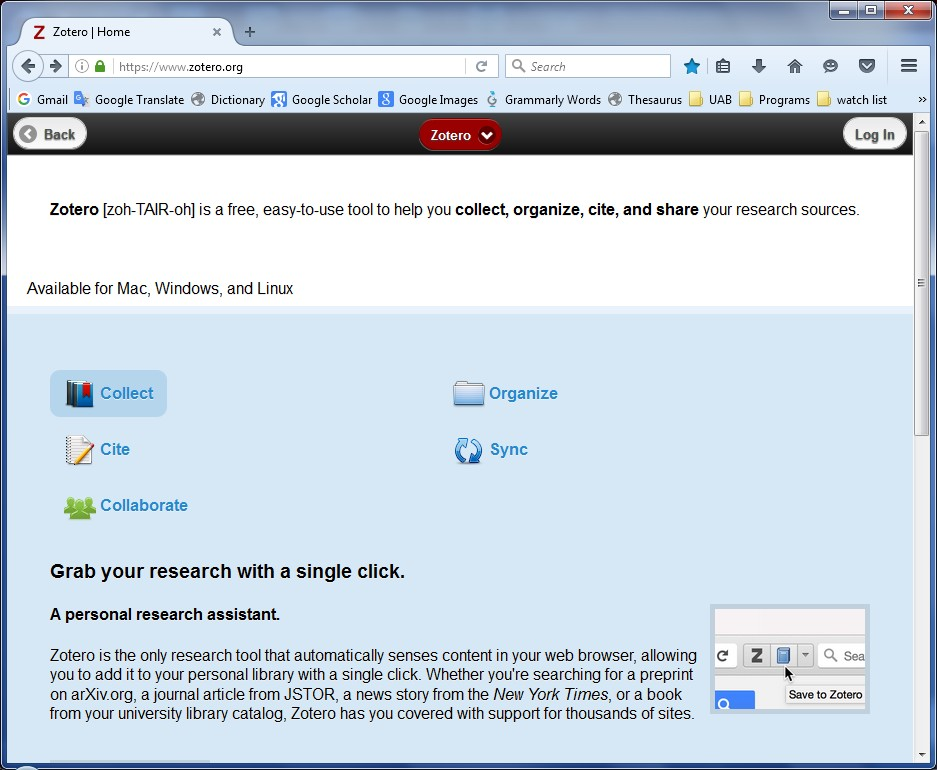 Zotero | Home
https://www.zotero.org
Search
Gmail Google Translate Dictionary Google Scholar Google Images Grammarly Words Thesaurus UAB Programs watch list »
Back
Zotero
Log In
Zotero [zoh-TAIR-oh] is a free, easy-to-use tool to help you collect, organize, cite, and share your research sources.
Available for Mac, Windows, and Linux
Collect
Organize
Cite
Sync
Collaborate
Grab your research with a single click.
A personal research assistant.
Zotero is the only research tool that automatically senses content in your web browser, allowing
you to add it to your personal library with a single click. Whether you're searching for a preprint
on arXiv.org, a journal article from JSTOR, a news story from the New York Times, or a book
from your university library catalog, Zotero has you covered with support for thousands of sites.
Z
Sea
Save to Zotero